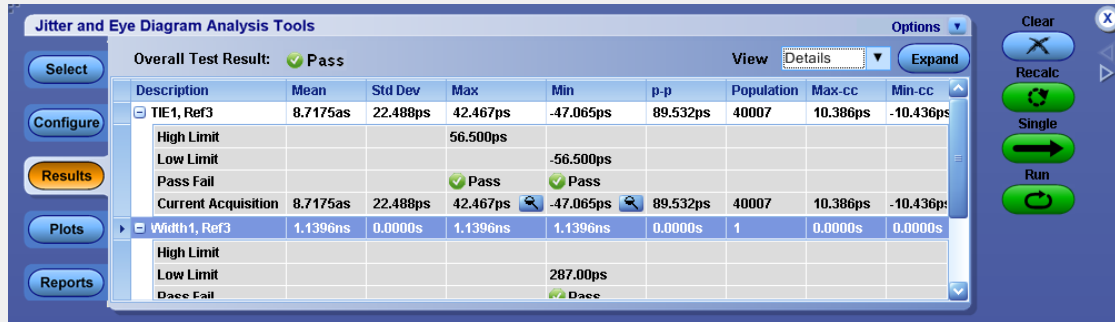 Jitter and Eye Diagram Analysis Tools Options Clear
Select Overall Test Result: Pass View Details Expand
Recalc
Description Mean Std Dev Max Min p-p Population Max-cc Min-cc
TIE1, Ref3 8.7175as 22.488ps 42.467ps -47.065ps 89.532ps 40007 10.386ps -10.436ps
Configure High Limit 56.500ps Single
Low Limit -56.500ps
Results Pass Fail Pass Pass Run
Current Acquisition 8.7175as 22.488ps 42.467ps -47.065ps 89.532ps 40007 10.386ps -10.436ps
Plots Width1, Ref3 1.1396ns 0.0000s 1.1396ns 1.1396ns 0.0000s 1 0.0000s 0.0000s
High Limit
Reports Low Limit 287.00ps
Pass Fail Pass